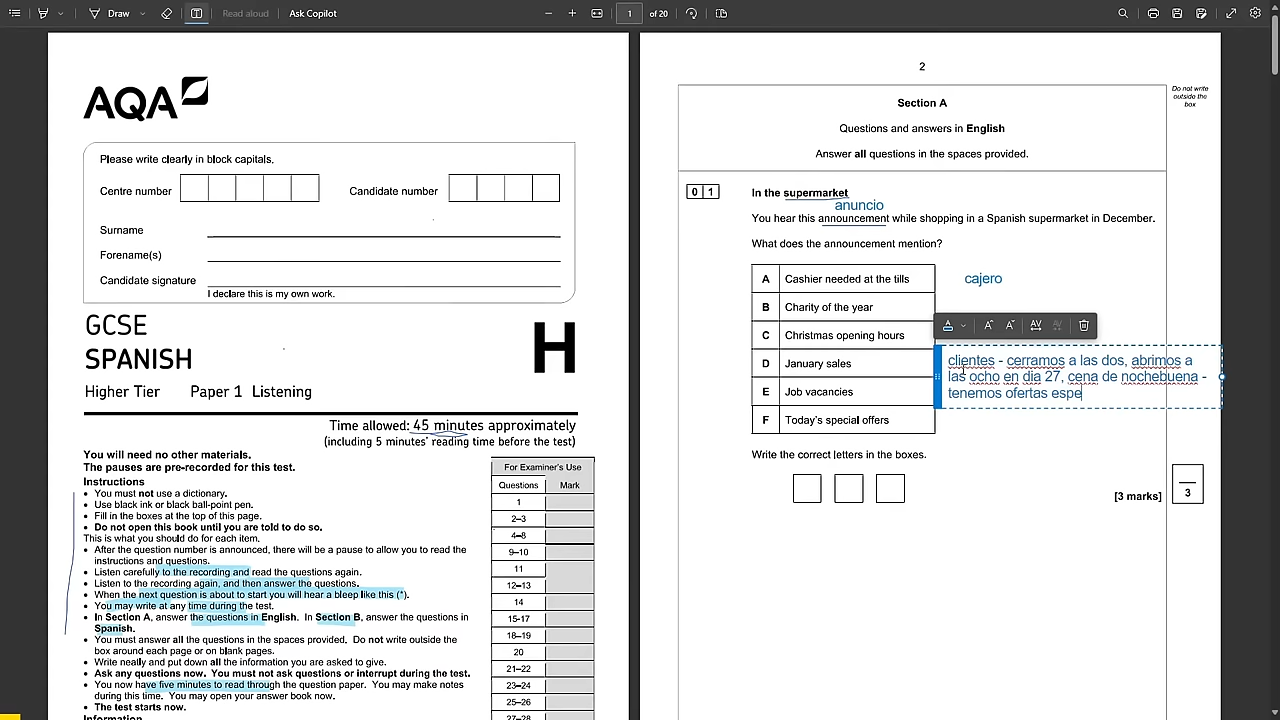 Draw
Read aloud
Ask Copilot
1 of 20
AQA
Please write clearly in block capitals.
Centre number
Candidate number
Surname
Forename(s)
Candidate signature
I declare this is my own work.
GCSE
SPANISH
H
Higher Tier Paper 1 Listening
Time allowed: 45 minutes approximately
(including 5 minutes' reading time before the test)
You will need no other materials.
The pauses are pre-recorded for this test.
Instructions
• You must not use a dictionary.
• Use black ink or black ball-point pen.
• Fill in the boxes at the top of this page.
• Do not open this book until you are told to do so.
This is what you should do for each item.
• After the question number is announced, there will be a pause to allow you to read the
instructions and questions.
• Listen carefully to the recording and read the questions again.
• Listen to the recording again, and then answer the questions.
• When the next question is about to start you will hear a bleep like this (*).
• You may write at any time during the test.
• In Section A, answer the questions in English. In Section B, answer the questions in
Spanish.
• You must answer all the questions in the spaces provided. Do not write outside the
box around each page or on blank pages.
• Write neatly and put down all the information you are asked to give.
• Ask any questions now. You must not ask questions or interrupt during the test.
• You now have five minutes to read through the question paper. You may make notes
during this time. You may open your answer book now.
• The test starts now.
Information
For Examiner's Use
Questions Mark
1
2–3
4–8
9–10
11
12–13
14
15-17
18–19
20
21–22
23–24
25–26
27–28
2
Do not write
outside the
box
Section A
Questions and answers in English
Answer all questions in the spaces provided.
0 1
In the supermarket
anuncio
You hear this announcement while shopping in a Spanish supermarket in December.
What does the announcement mention?
A Cashier needed at the tills
cajero
B Charity of the year
C Christmas opening hours
D January sales
E Job vacancies
F Today's special offers
clientes - cerramos a las dos, abrimos a
las ocho en dia 27, cena de nochebuena -
tenemos ofertas espe
Write the correct letters in the boxes.
[3 marks]
3